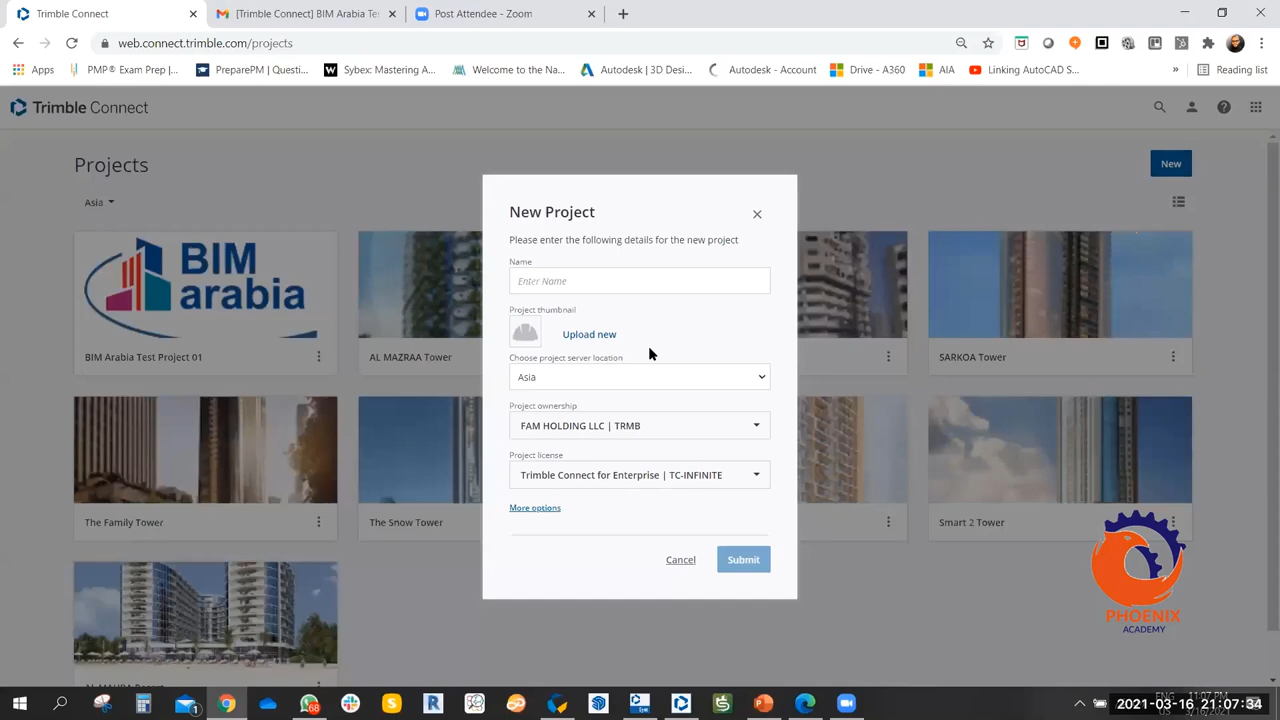 Trimble Connect
[Trimble Connect] BIM Arabia Te
Post Attendee - Zoom
web.connect.trimble.com/projects
Apps
PMP® Exam Prep |...
PreparePM | Questi...
Sybex: Mastering A...
Welcome to the Na...
Autodesk | 3D Desi...
Autodesk - Account
Drive - A360
AIA
Linking AutoCAD S...
»
Reading list
Trimble Connect
Projects
New
Asia
BIM
arabia
BIM Arabia Test Project 01
AL MAZRAA Tower
SARKOA Tower
The Family Tower
The Snow Tower
Smart 2 Tower
New Project
Please enter the following details for the new project
Name
Enter Name
Project thumbnail
Upload new
Choose project server location
Asia
Project ownership
FAM HOLDING LLC | TRMB
Project license
Trimble Connect for Enterprise | TC-INFINITE
More options
Cancel
Submit
PHOENIX
ACADEMY
68
1
ENG
11:07 PM
2021-03-16 21:07:34